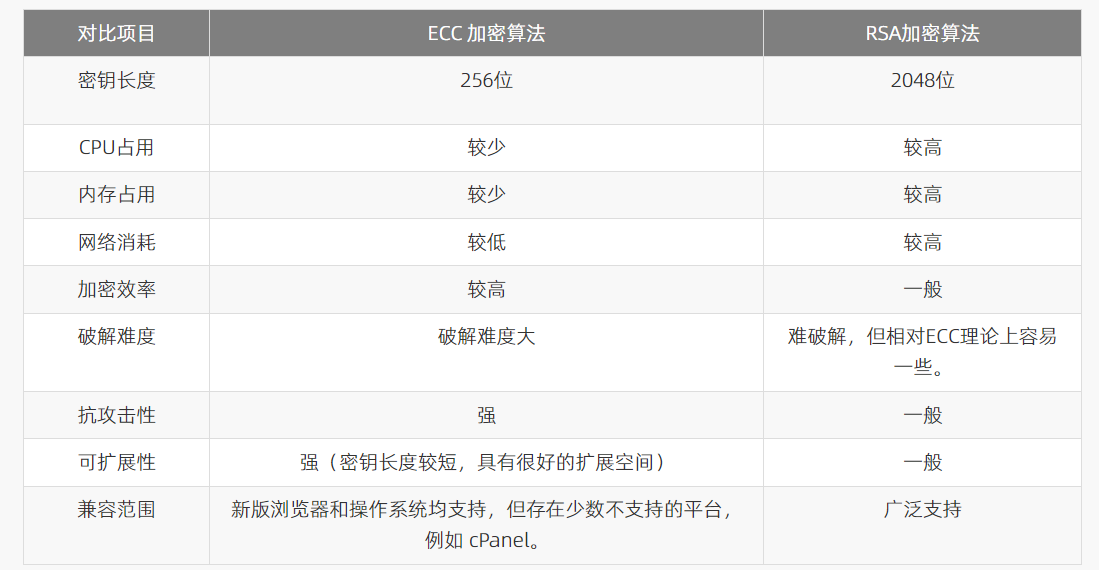 对比项目 ECC 加密算法 RSA加密算法
密钥长度 256位 2048位
CPU占用 较少 较高
内存占用 较少 较高
网络消耗 较低 较高
加密效率 较高 一般
破解难度 破解难度大 难破解，但相对ECC理论上容易
一些。
抗攻击性 强 一般
可扩展性 强（密钥长度较短，具有很好的扩展空间） 一般
兼容范围 新版浏览器和操作系统均支持，但存在少数不支持的平台， 广泛支持
例如 cPanel。